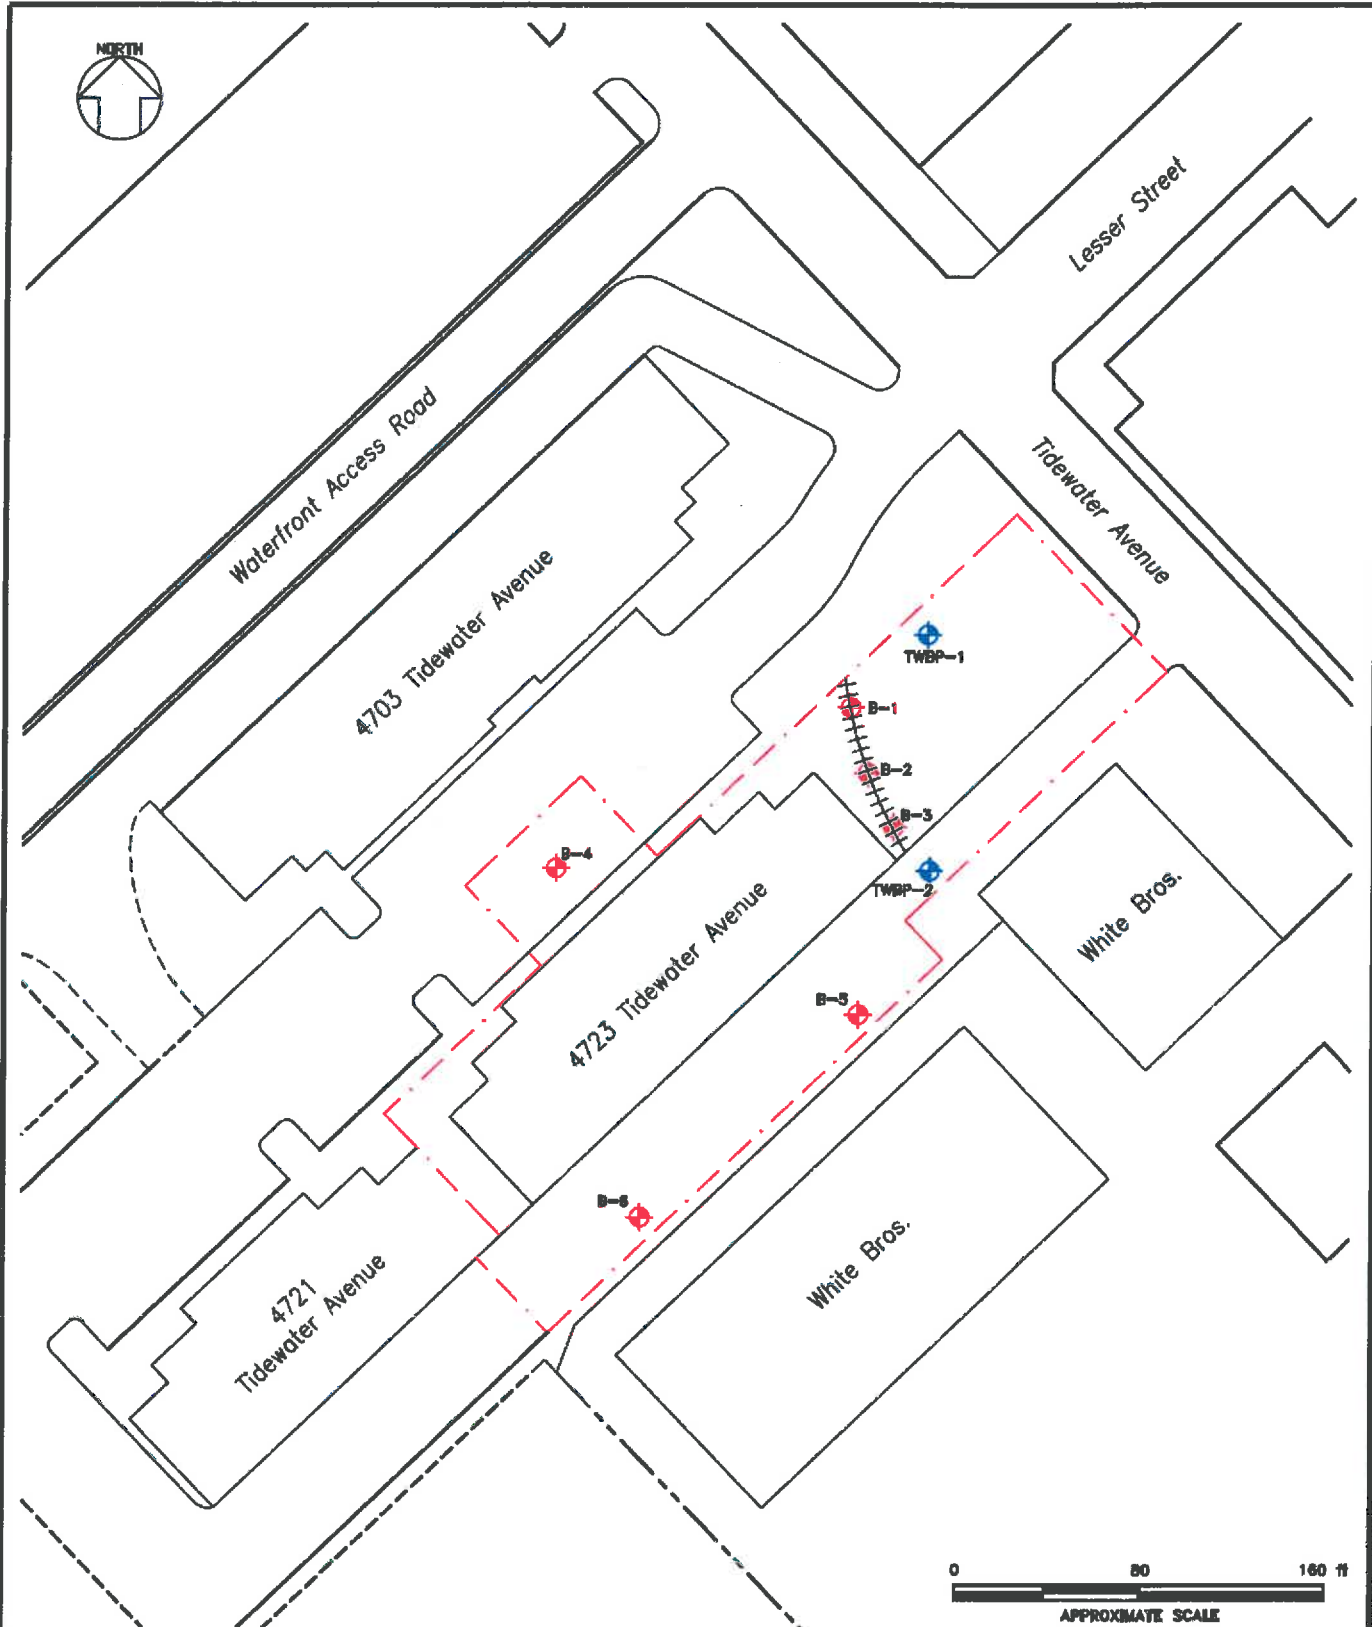 NORTH
Lesser Street
Waterfront Access Road
Tidewater Avenue
4703 Tidewater Avenue
TWBP-1
B-1
B-2
B-3
B-4
TWBP-2
White Bros.
4723 Tidewater Avenue
B-5
B-6
White Bros.
4721
Tidewater Avenue
0 80 160 ft
APPROXIMATE SCALE